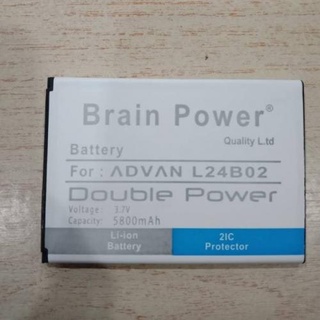 Brain Power®
Quality L.td
Battery
For : ADVAN L24B02
Double Power
Voltage: 3.7V
Capacity: 5800mAh
Li-ion Battery
2IC Protector